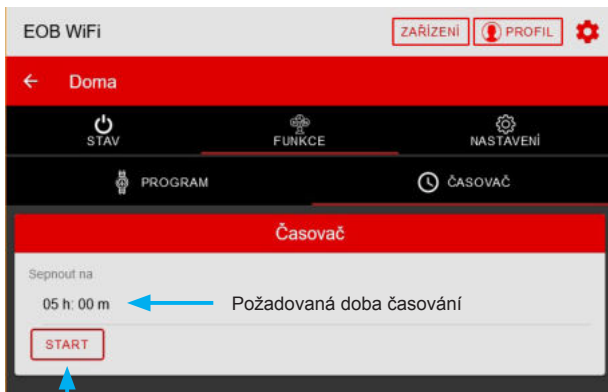 EOB WiFi ZAŘÍZENÍ PROFIL
Doma
STAV FUNKCE NASTAVENÍ
PROGRAM ČASOVAČ
Časovač
Sepnout na
05 h: 00 m Požadovaná doba časování
START